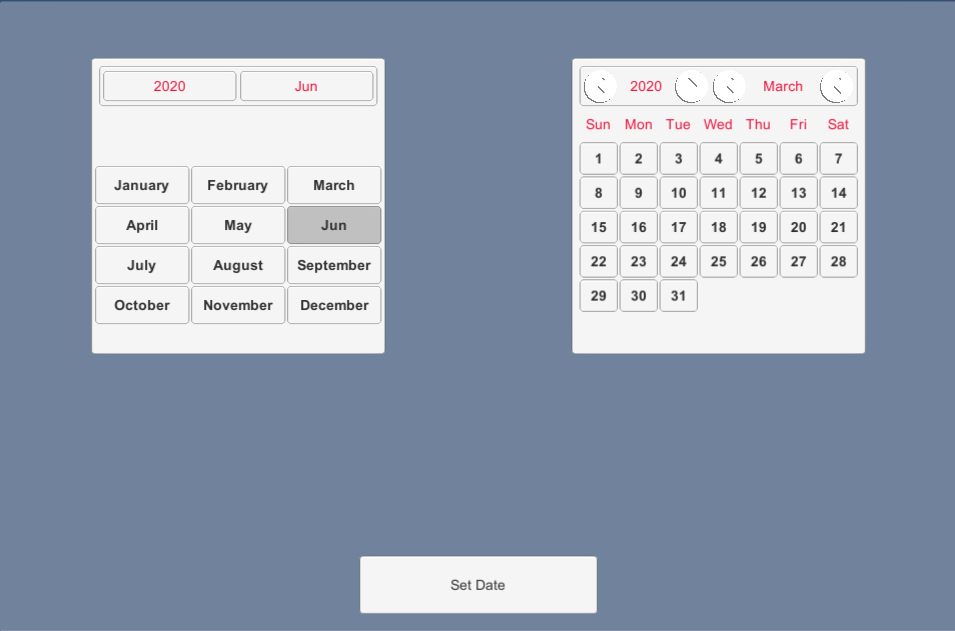 2020 Jun
January February March
April May Jun
July August September
October November December
2020 March
Sun Mon Tue Wed Thu Fri Sat
1 2 3 4 5 6 7
8 9 10 11 12 13 14
15 16 17 18 19 20 21
22 23 24 25 26 27 28
29 30 31
Set Date